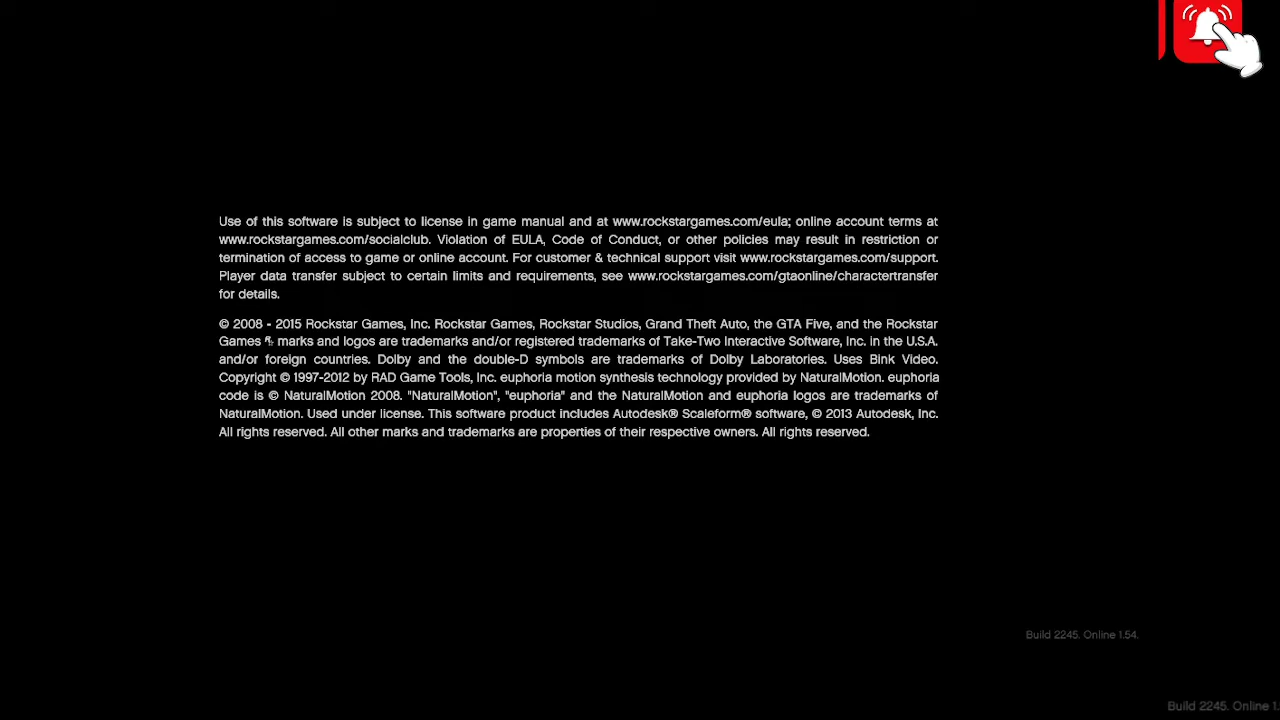 Use of this software is subject to license in game manual and at www.rockstargames.com/eula; online account terms at
www.rockstargames.com/socialclub. Violation of EULA, Code of Conduct, or other policies may result in restriction or
termination of access to game or online account. For customer & technical support visit www.rockstargames.com/support.
Player data transfer subject to certain limits and requirements, see www.rockstargames.com/gtaonline/charactertransfer
for details.
© 2008 - 2015 Rockstar Games, Inc. Rockstar Games, Rockstar Studios, Grand Theft Auto, the GTA Five, and the Rockstar
Games marks and logos are trademarks and/or registered trademarks of Take-Two Interactive Software, Inc. in the U.S.A.
and/or foreign countries. Dolby and the double-D symbols are trademarks of Dolby Laboratories. Uses Bink Video.
Copyright © 1997-2012 by RAD Game Tools, Inc. euphoria motion synthesis technology provided by NaturalMotion. euphoria
code is © NaturalMotion 2008. "NaturalMotion", "euphoria" and the NaturalMotion and euphoria logos are trademarks of
NaturalMotion. Used under license. This software product includes Autodesk® Scaleform® software, © 2013 Autodesk, Inc.
All rights reserved. All other marks and trademarks are properties of their respective owners. All rights reserved.
Build 2245. Online 1.54.
Build 2245. Online 1.